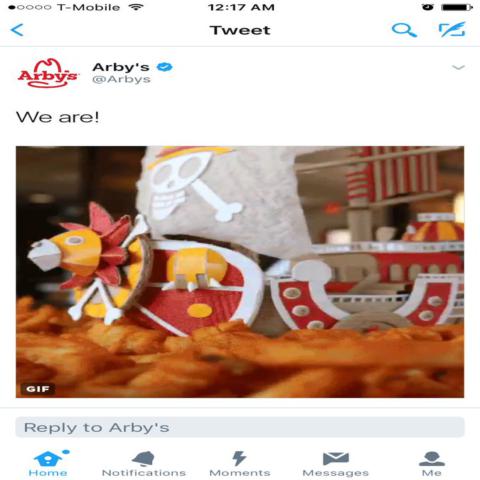 T-Mobile
12:17 AM
Tweet
Arby's
Arby's
@Arbys
We are!
GIF
Reply to Arby's
Home
Notifications
Moments
Messages
Me